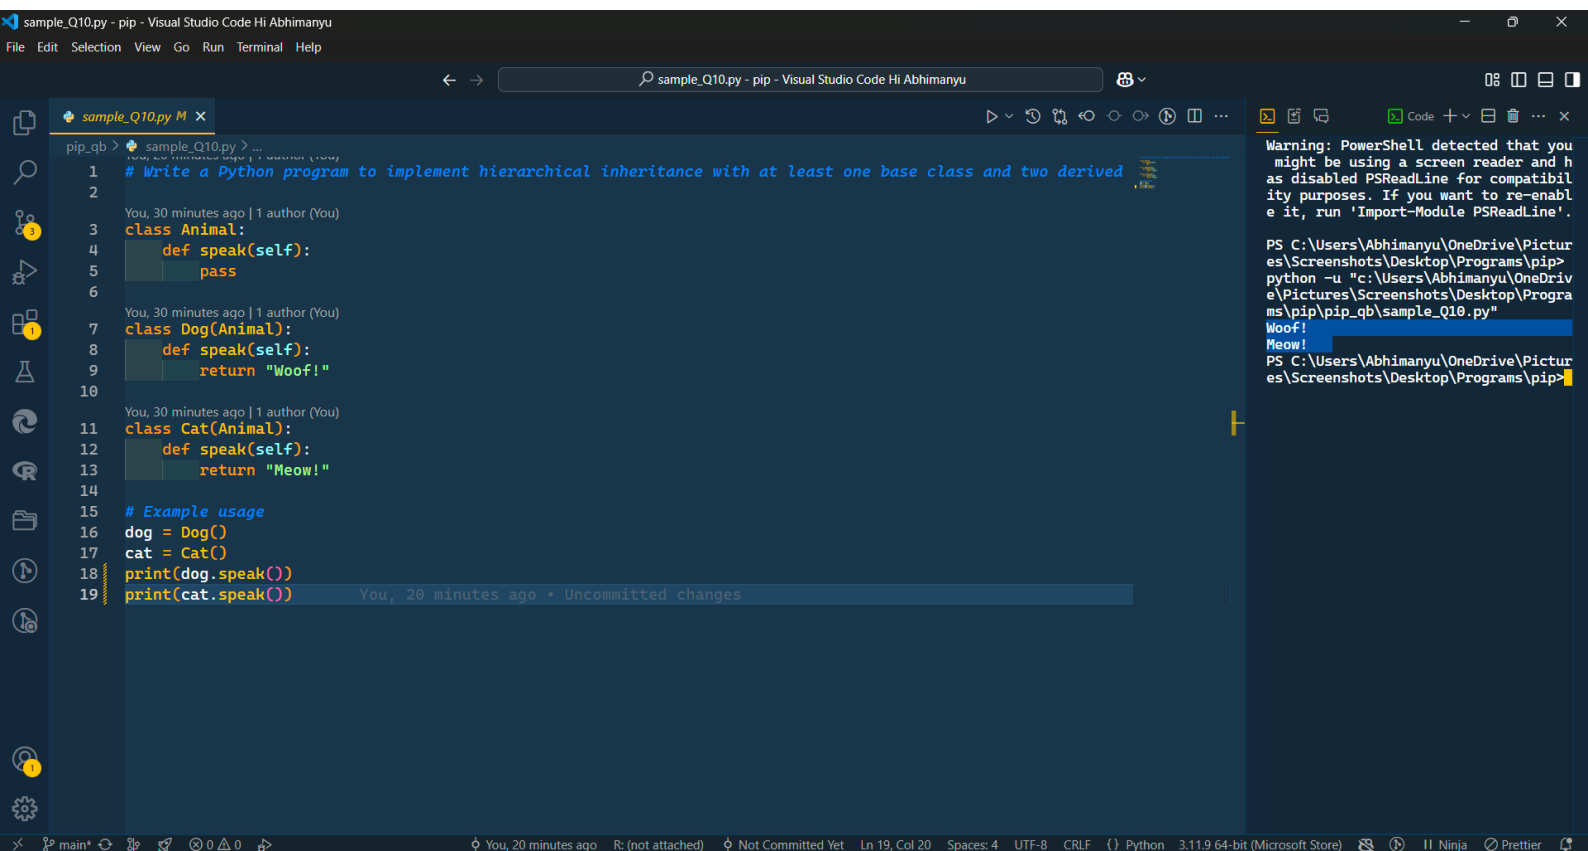 sample_Q10.py - pip - Visual Studio Code Hi Abhimanyu
File Edit Selection View Go Run Terminal Help
sample_Q10.py - pip - Visual Studio Code Hi Abhimanyu
sample_Q10.py M
pip_qb > sample_Q10.py > ...
You, 20 minutes ago | 1 author (You)
1 # Write a Python program to implement hierarchical inheritance with at least one base class and two derived
2
You, 30 minutes ago | 1 author (You)
3 class Animal:
4 def speak(self):
5 pass
6
You, 30 minutes ago | 1 author (You)
7 class Dog(Animal):
8 def speak(self):
9 return "Woof!"
10
You, 30 minutes ago | 1 author (You)
11 class Cat(Animal):
12 def speak(self):
13 return "Meow!"
14
15 # Example usage
16 dog = Dog()
17 cat = Cat()
18 print(dog.speak())
19 print(cat.speak()) You, 20 minutes ago • Uncommitted changes
Code
Warning: PowerShell detected that you
might be using a screen reader and h
as disabled PSReadLine for compatibil
ity purposes. If you want to re-enabl
e it, run 'Import-Module PSReadLine'.
PS C:\Users\Abhimanyu\OneDrive\Pictur
es\Screenshots\Desktop\Programs\pip>
python -u "c:\Users\Abhimanyu\OneDriv
e\Pictures\Screenshots\Desktop\Progra
ms\pip\pip_qb\sample_Q10.py"
Woof!
Meow!
PS C:\Users\Abhimanyu\OneDrive\Pictur
es\Screenshots\Desktop\Programs\pip>
3
1
1
main* 0 0 You, 20 minutes ago R: (not attached) Not Committed Yet Ln 19, Col 20 Spaces: 4 UTF-8 CRLF {} Python 3.11.9 64-bit (Microsoft Store) Ninja Prettier